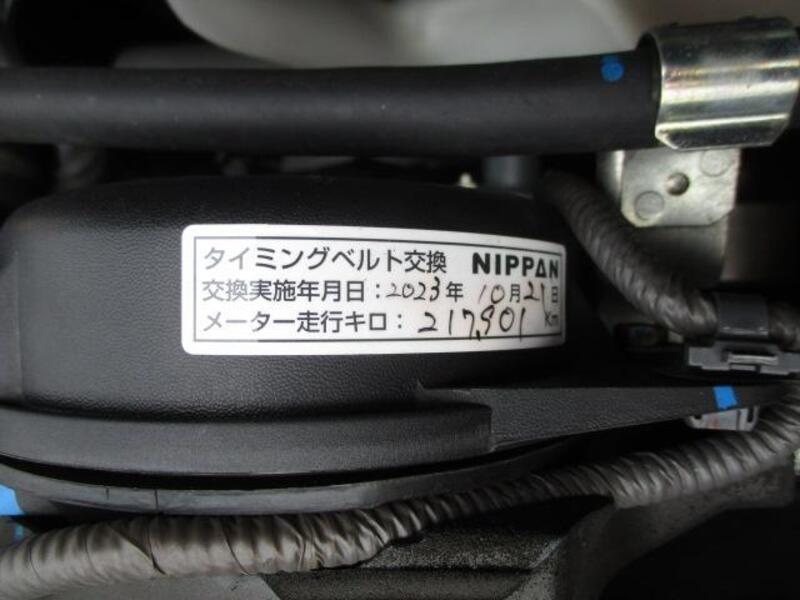 タイミングベルト交換 NIPPAN
交換実施年月日：2023年 10月21日
メーター走行キロ： 217,901 Km